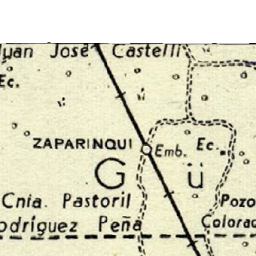 Juan José Castelli
Ec.
ZAPARINQUI Emb. Ec.
G ü
Cnia. Pastoril Pozo
Rodríguez Peña Colorado